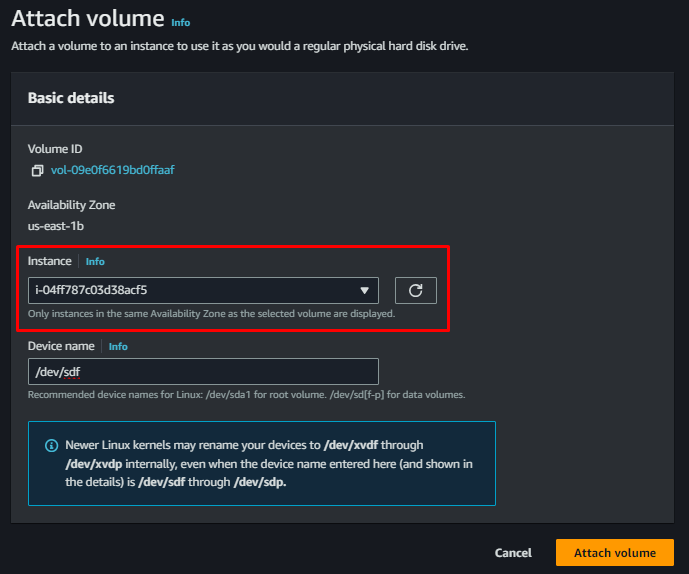 Attach volume Info
Attach a volume to an instance to use it as you would a regular physical hard disk drive.
Basic details
Volume ID
vol-09e0f6619bd0ffaaf
Availability Zone
us-east-1b
Instance Info
i-04ff787c03d38acf5
Only instances in the same Availability Zone as the selected volume are displayed.
Device name Info
/dev/sdf
Recommended device names for Linux: /dev/sda1 for root volume. /dev/sd[f-p] for data volumes.
Newer Linux kernels may rename your devices to /dev/xvdf through
/dev/xvdp internally, even when the device name entered here (and shown in
the details) is /dev/sdf through /dev/sdp.
Cancel Attach volume